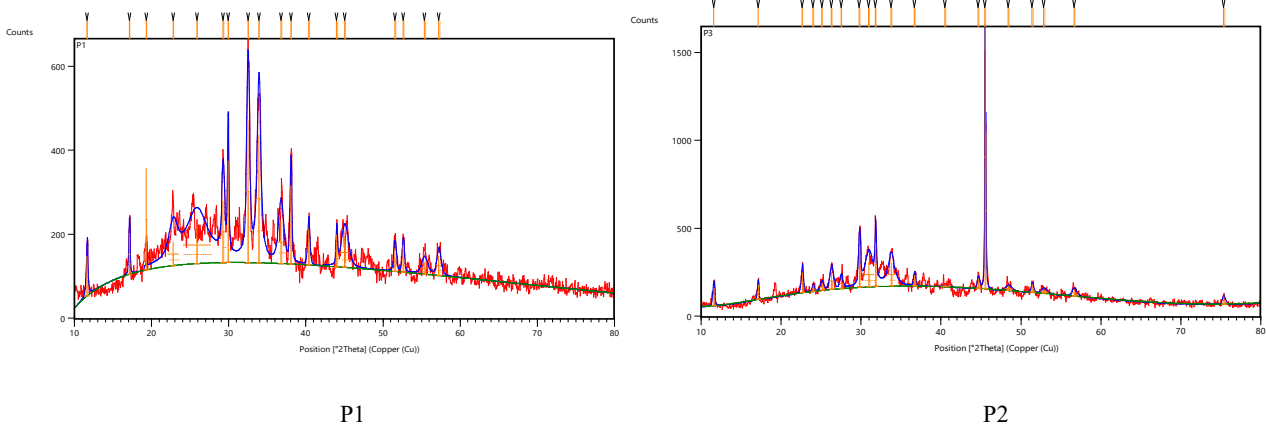 Counts
P1
600
400
200
0
10 20 30 40 50 60 70 80
Position [°2Theta] (Copper (Cu))
P1
Counts
P3
1500
1000
500
0
10 20 30 40 50 60 70 80
Position [°2Theta] (Copper (Cu))
P2